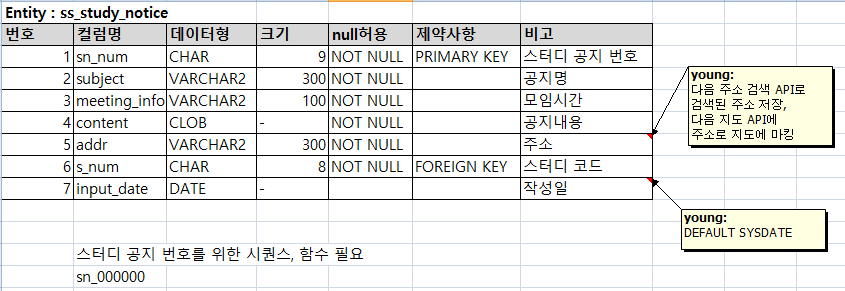 Entity : ss_study_notice
번호 컬럼명 데이터형 크기 null허용 제약사항 비고
1 sn_num CHAR 9 NOT NULL PRIMARY KEY 스터디 공지 번호
2 subject VARCHAR2 300 NOT NULL 공지명
3 meeting_info VARCHAR2 100 NOT NULL 모임시간
4 content CLOB - NOT NULL 공지내용
5 addr VARCHAR2 300 NOT NULL 주소
6 s_num CHAR 8 NOT NULL FOREIGN KEY 스터디 코드
7 input_date DATE - 작성일
young:
다음 주소 검색 API로
검색된 주소 저장,
다음 지도 API에
주소로 지도에 마킹
young:
DEFAULT SYSDATE
스터디 공지 번호를 위한 시퀀스, 함수 필요
sn_000000